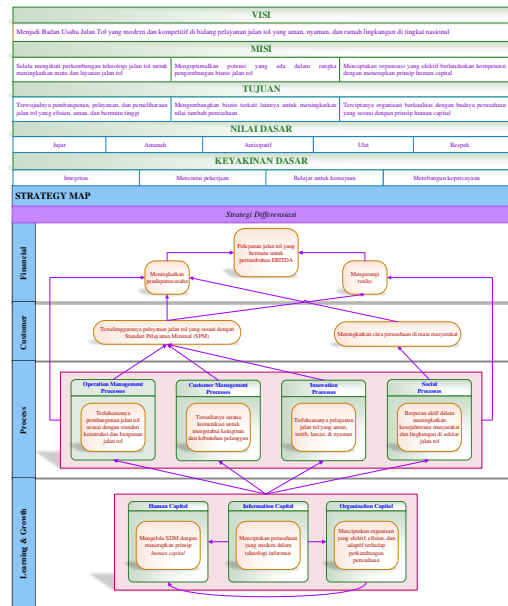 VISI
Menjadi Badan Usaha Jalan Tol yang modern dan kompetitif di bidang pelayanan jalan tol yang aman, nyaman, dan ramah lingkungan di tingkat nasional
MISI
Selalu mengikuti perkembangan teknologi jalan tol untuk
meningkatkan mutu dan layanan jalan tol
Mengoptimalkan potensi yang ada dalam rangka
pengembangan bisnis jalan tol
Menciptakan organisasi yang efektif berlandaskan kompetensi
dengan menerapkan prinsip human capital
TUJUAN
Terwujudnya pembangunan, pelayanan, dan pemeliharaan
jalan tol yang efisien, aman, dan bermutu tinggi
Mengembangkan bisnis terkait lainnya untuk meningkatkan
nilai tambah perusahaan
Terciptanya organisasi berkualitas dengan budaya perusahaan
yang sesuai dengan prinsip human capital
NILAI DASAR
Jujur
Amanah
Antisipatif
Ulet
Respek
KEYAKINAN DASAR
Integritas
Mencintai pekerjaan
Belajar untuk kemajuan
Membangun kepercayaan
STRATEGY MAP
Strategi Differensiasi
Financial
Pelayanan jalan tol yang
bermutu untuk
pertumbuhan EBITDA
Meningkatkan
pendapatan usaha
Mengurangi
resiko
Customer
Terselenggaranya pelayanan jalan tol yang sesuai dengan
Standart Pelayanan Minimal (SPM)
Meningkatkan citra perusahaan di mata masyarakat
Process
Operation Management
Processes
Terlaksananya
pembangunan jalan tol
sesuai dengan standart
konstruksi dan bangunan
jalan tol
Customer Management
Processes
Tersedianya sarana
komunikasi untuk
mengetahui keinginan
dan kebutuhan pelanggan
Innovation
Processes
Terlaksananya pelayanan
jalan tol yang aman,
tertib, lancar, & nyaman
Social
Processes
Berperan aktif dalam
meningkatkan
kesejahteraan masyarakat
dan lingkungan di sekitar
jalan tol
Learning & Growth
Human Capital
Mengelola SDM dengan
menerapkan prinsip
human capital
Information Capital
Menciptakan perusahaan
yang modern dalam
teknologi informasi
Organization Capital
Menciptakan organisasi
yang efektif, efisien, dan
adaptif terhadap
perkembangan
perusahaan